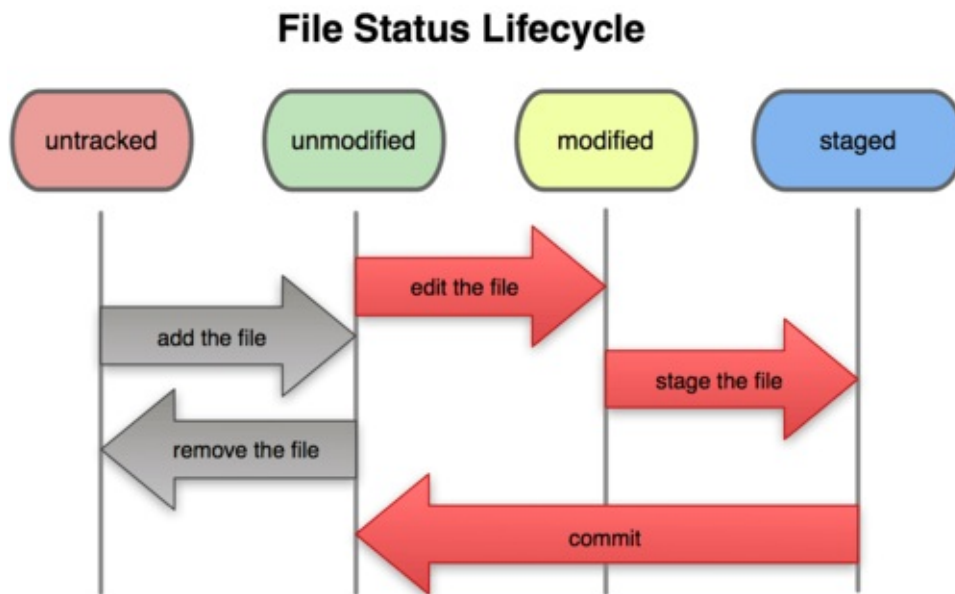 File Status Lifecycle
untracked
unmodified
modified
staged
edit the file
add the file
stage the file
remove the file
commit